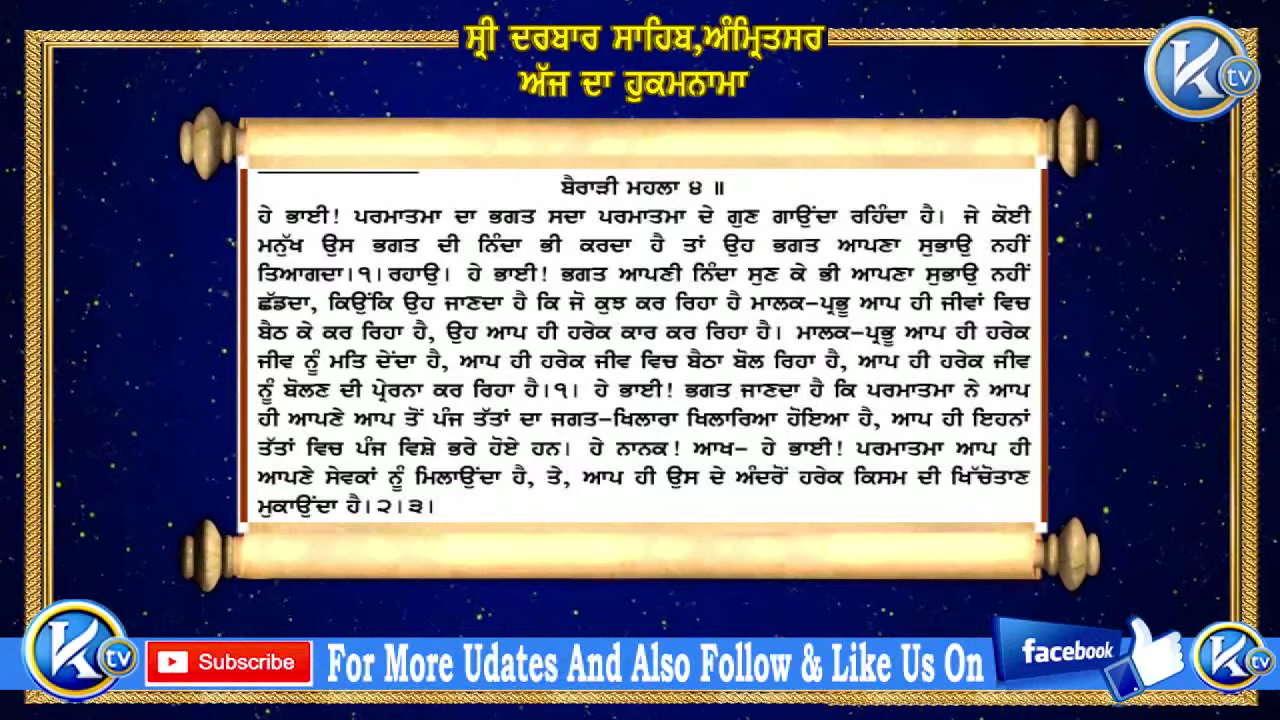 ਸ੍ਰੀ ਦਰਬਾਰ ਸਾਹਿਬ,ਅੰਮ੍ਰਿਤਸਰ
ਅੱਜ ਦਾ ਹੁਕਮਨਾਮਾ
K tv
ਬੈਰਾੜੀ ਮਹਲਾ ੪ ॥
ਹੇ ਭਾਈ! ਪਰਮਾਤਮਾ ਦਾ ਭਗਤ ਸਦਾ ਪਰਮਾਤਮਾ ਦੇ ਗੁਣ ਗਾਉਂਦਾ ਰਹਿੰਦਾ ਹੈ। ਜੇ ਕੋਈ
ਮਨੁੱਖ ਉਸ ਭਗਤ ਦੀ ਨਿੰਦਾ ਭੀ ਕਰਦਾ ਹੈ ਤਾਂ ਉਹ ਭਗਤ ਆਪਣਾ ਸੁਭਾਉ ਨਹੀਂ
ਤਿਆਗਦਾ।੧।ਰਹਾਉ। ਹੇ ਭਾਈ! ਭਗਤ ਆਪਣੀ ਨਿੰਦਾ ਸੁਣ ਕੇ ਭੀ ਆਪਣਾ ਸੁਭਾਉ ਨਹੀਂ
ਛੱਡਦਾ, ਕਿਉਂਕਿ ਉਹ ਜਾਣਦਾ ਹੈ ਕਿ ਜੋ ਕੁਝ ਕਰ ਰਿਹਾ ਹੈ ਮਾਲਕ-ਪ੍ਰਭੂ ਆਪ ਹੀ ਜੀਵਾਂ ਵਿਚ
ਬੈਠ ਕੇ ਕਰ ਰਿਹਾ ਹੈ, ਉਹ ਆਪ ਹੀ ਹਰੇਕ ਕਾਰ ਕਰ ਰਿਹਾ ਹੈ। ਮਾਲਕ-ਪ੍ਰਭੂ ਆਪ ਹੀ ਹਰੇਕ
ਜੀਵ ਨੂੰ ਮਤਿ ਦੇਂਦਾ ਹੈ, ਆਪ ਹੀ ਹਰੇਕ ਜੀਵ ਵਿਚ ਬੈਠਾ ਬੋਲ ਰਿਹਾ ਹੈ, ਆਪ ਹੀ ਹਰੇਕ ਜੀਵ
ਨੂੰ ਬੋਲਣ ਦੀ ਪ੍ਰੇਰਨਾ ਕਰ ਰਿਹਾ ਹੈ।੧। ਹੇ ਭਾਈ! ਭਗਤ ਜਾਣਦਾ ਹੈ ਕਿ ਪਰਮਾਤਮਾ ਨੇ ਆਪ
ਹੀ ਆਪਣੇ ਆਪ ਤੋਂ ਪੰਜ ਤੱਤਾਂ ਦਾ ਜਗਤ-ਖਿਲਾਰਾ ਖਿਲਾਰਿਆ ਹੋਇਆ ਹੈ, ਆਪ ਹੀ ਇਹਨਾਂ
ਤੱਤਾਂ ਵਿਚ ਪੰਜ ਵਿਸ਼ੇ ਭਰੇ ਹੋਏ ਹਨ। ਹੇ ਨਾਨਕ! ਆਖ- ਹੇ ਭਾਈ! ਪਰਮਾਤਮਾ ਆਪ ਹੀ
ਆਪਣੇ ਸੇਵਕਾਂ ਨੂੰ ਮਿਲਾਉਂਦਾ ਹੈ, ਤੇ, ਆਪ ਹੀ ਉਸ ਦੇ ਅੰਦਰੋਂ ਹਰੇਕ ਕਿਸਮ ਦੀ ਖਿੱਚੋਤਾਣ
ਮੁਕਾਉਂਦਾ ਹੈ।੨।੩।
K tv
Subscribe
For More Udates And Also Follow & Like Us On
facebook
K tv